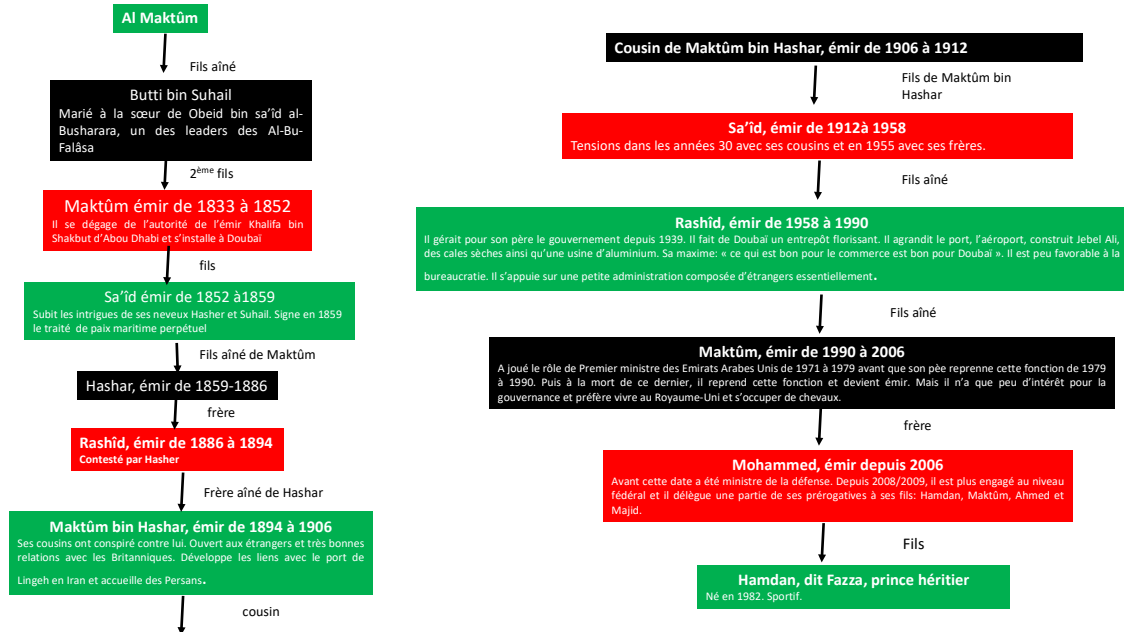 Al Maktûm
Fils aîné
Butti bin Suhail
Marié à la sœur de Obeid bin sa’îd al-
Busharara, un des leaders des Al-Bu-
Falâsa
2ème fils
Maktûm émir de 1833 à 1852
Il se dégage de l’autorité de l’émir Khalifa bin
Shakbut d’Abou Dhabi et s’installe à Doubaï
fils
Sa’îd émir de 1852 à1859
Subit les intrigues de ses neveux Hasher et Suhail. Signe en 1859
le traité de paix maritime perpétuel
Fils aîné de Maktûm
Hashar, émir de 1859-1886
frère
Rashîd, émir de 1886 à 1894
Contesté par Hasher
Frère aîné de Hashar
Maktûm bin Hashar, émir de 1894 à 1906
Ses cousins ont conspiré contre lui. Ouvert aux étrangers et très bonnes
relations avec les Britanniques. Développe les liens avec le port de
Lingeh en Iran et accueille des Persans.
cousin
Cousin de Maktûm bin Hashar, émir de 1906 à 1912
Fils de Maktûm bin
Hashar
Sa’îd, émir de 1912à 1958
Tensions dans les années 30 avec ses cousins et en 1955 avec ses frères.
Fils aîné
Rashîd, émir de 1958 à 1990
Il gérait pour son père le gouvernement depuis 1939. Il fait de Doubaï un entrepôt florissant. Il agrandit le port, l’aéroport, construit Jebel Ali,
des cales sèches ainsi qu’une usine d’aluminium. Sa maxime: « ce qui est bon pour le commerce est bon pour Doubaï ». Il est peu favorable à la
bureaucratie. Il s’appuie sur une petite administration composée d’étrangers essentiellement.
Fils aîné
Maktûm, émir de 1990 à 2006
A joué le rôle de Premier ministre des Emirats Arabes Unis de 1971 à 1979 avant que son pèe reprenne cette fonction de 1979
à 1990. Puis à la mort de ce dernier, il reprend cette fonction et devient émir. Mais il n’a que peu d’intérêt pour la
gouvernance et préfère vivre au Royaume-Uni et s’occuper de chevaux.
frère
Mohammed, émir depuis 2006
Avant cette date a été ministre de la défense. Depuis 2008/2009, il est plus engagé au niveau
fédéral et il délègue une partie de ses prérogatives à ses fils: Hamdan, Maktûm, Ahmed et
Majid.
Fils
Hamdan, dit Fazza, prince héritier
Né en 1982. Sportif.